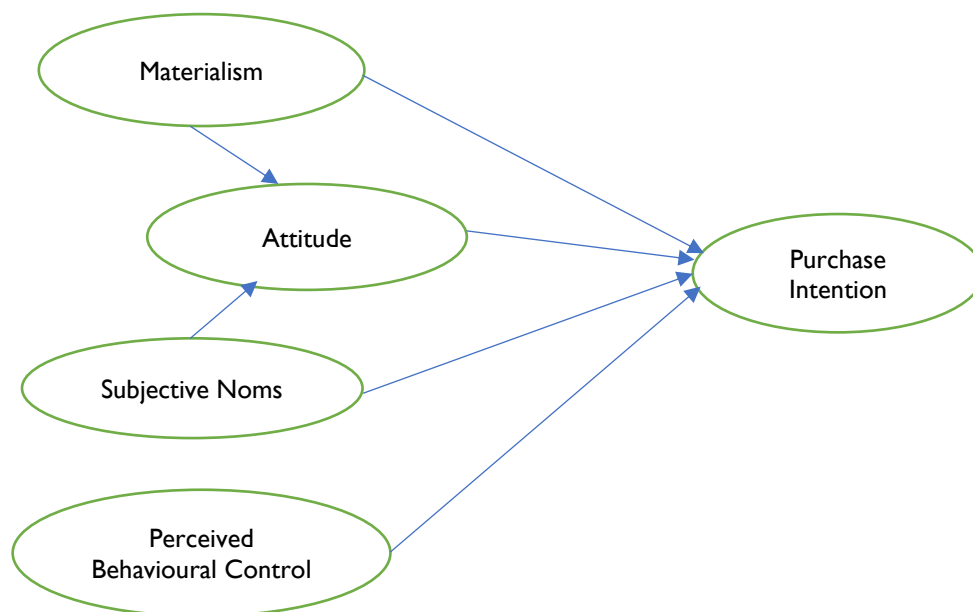 Materialism
Attitude
Purchase
Intention
Subjective Noms
Perceived
Behavioural Control